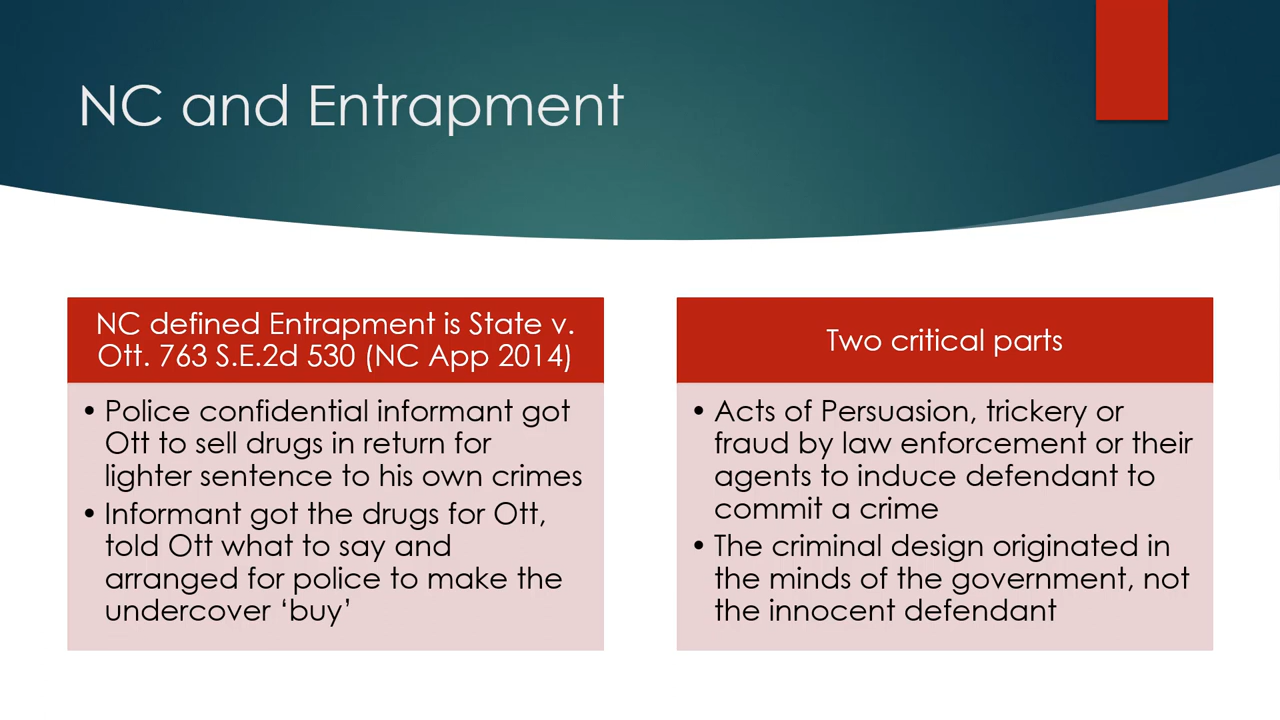 NC and Entrapment
NC defined Entrapment is State v.
Ott. 763 S.E.2d 530 (NC App 2014)
• Police confidential informant got
Ott to sell drugs in return for
lighter sentence to his own crimes
• Informant got the drugs for Ott,
told Ott what to say and
arranged for police to make the
undercover ‘buy’
Two critical parts
• Acts of Persuasion, trickery or
fraud by law enforcement or their
agents to induce defendant to
commit a crime
• The criminal design originated in
the minds of the government, not
the innocent defendant